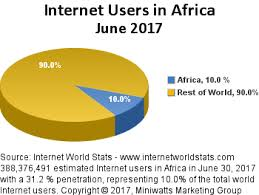 Internet Users in Africa
June 2017
90.0%
10.0%
Africa, 10.0 %
Rest of World, 90.0%
Source: Internet World Stats - www.internetworldstats.com
388,376,491 estimated Internet users in Africa in June 30, 2017
with a 31.2 % penetration, representing 10.0% of the total world
Internet users. Copyright © 2017, Miniwatts Marketing Group